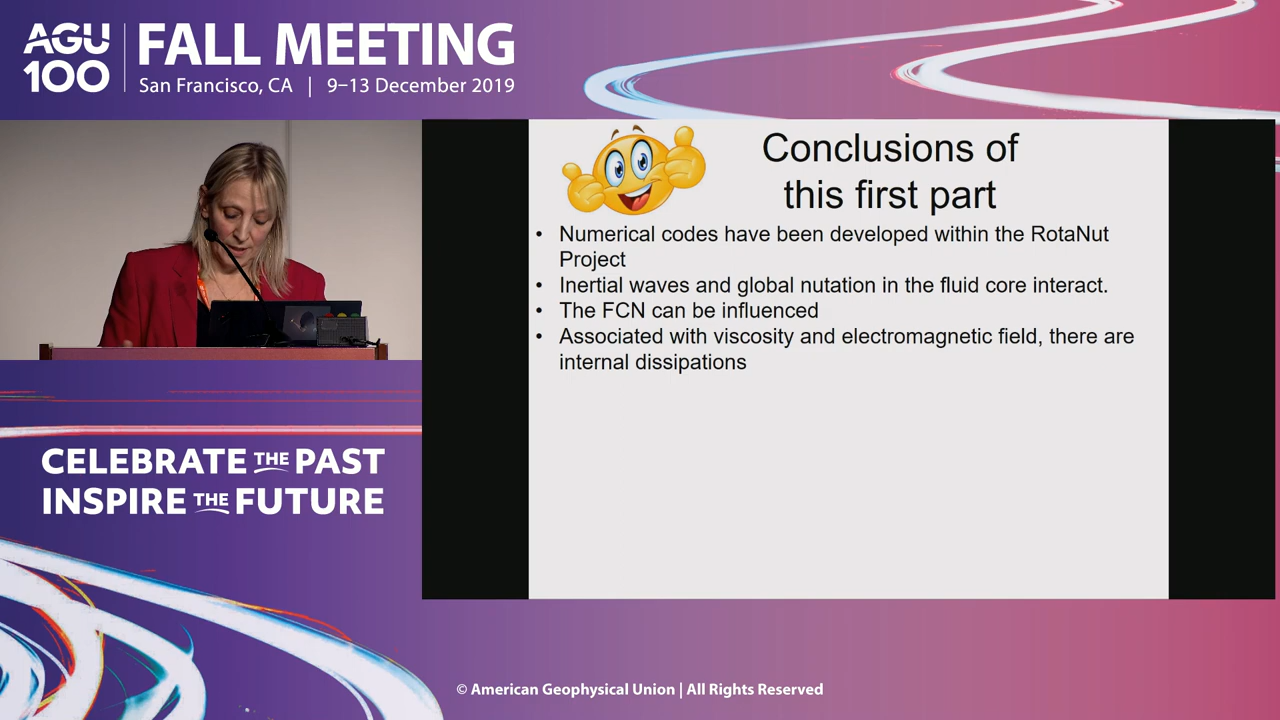 AGU
100
FALL MEETING
San Francisco, CA | 9–13 December 2019
Conclusions of
this first part
• Numerical codes have been developed within the RotaNut
Project
• Inertial waves and global nutation in the fluid core interact.
• The FCN can be influenced
• Associated with viscosity and electromagnetic field, there are
internal dissipations
CELEBRATE THE PAST
INSPIRE THE FUTURE
© American Geophysical Union | All Rights Reserved